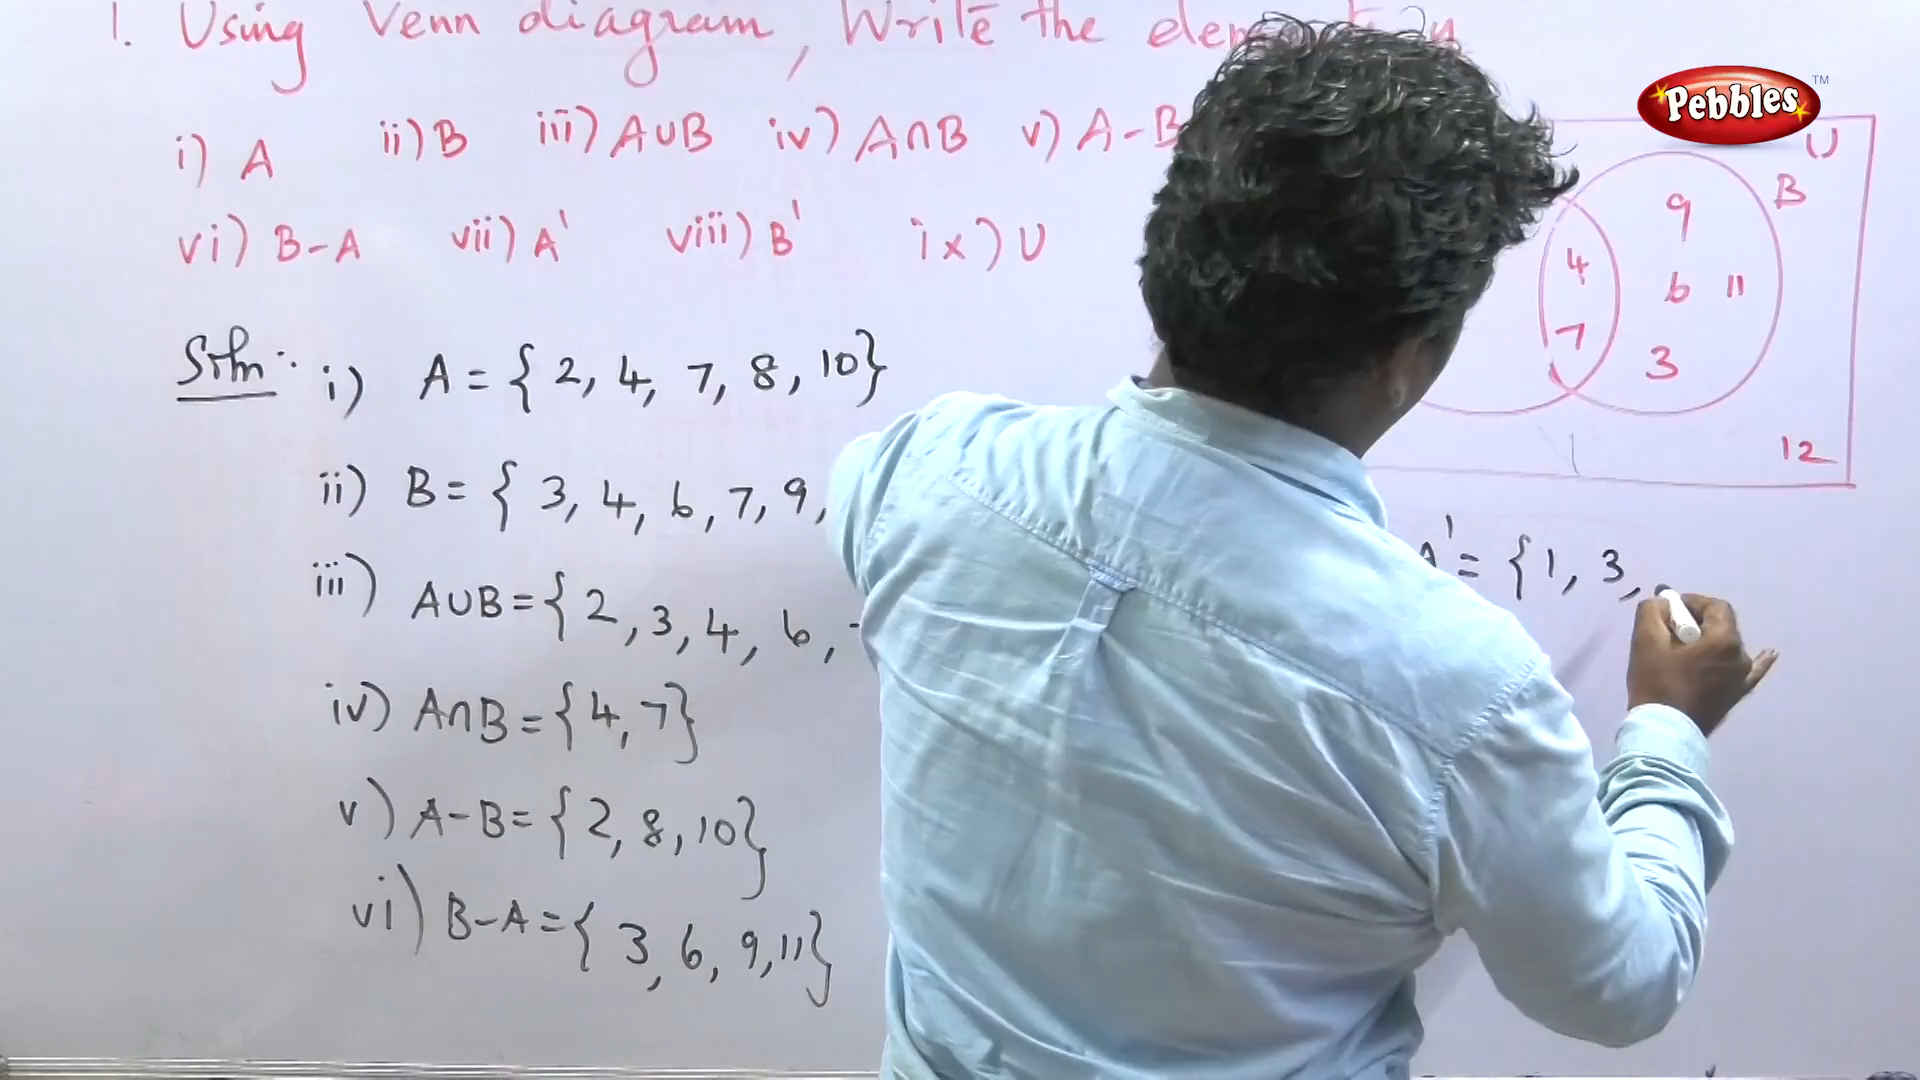 1. Using Venn diagram, Write the
i) A ii) B iii) A∪B iv) A∩B v) A-B
vi) B-A vii) A' viii) B' ix) U
Soln:
i) A = {2, 4, 7, 8, 10}
ii) B = {3, 4, 6, 7, 9,
iii) A∪B = {2, 3, 4, 6,
iv) A∩B = {4, 7}
v) A-B = {2, 8, 10}
vi) B-A = {3, 6, 9, 11}
Pebbles TM
U
B
9
4
6 11
7
3
12
A' = {1, 3,